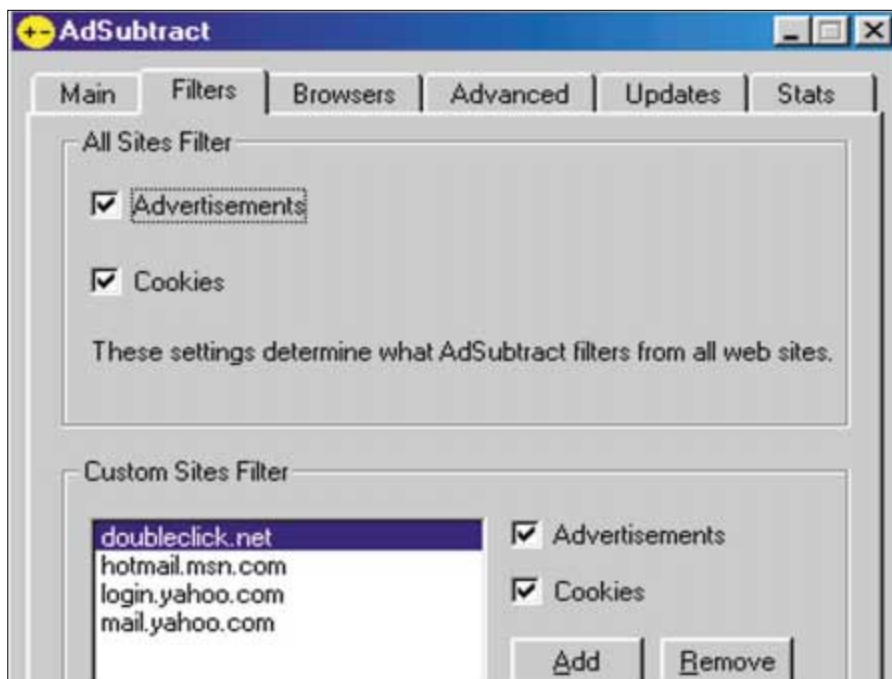 AdSubtract
Main Filters Browsers Advanced Updates Stats
All Sites Filter
Advertisements
Cookies
These settings determine what AdSubtract filters from all web sites.
Custom Sites Filter
doubleclick.net
hotmail.msn.com
login.yahoo.com
mail.yahoo.com
Advertisements
Cookies
Add Remove